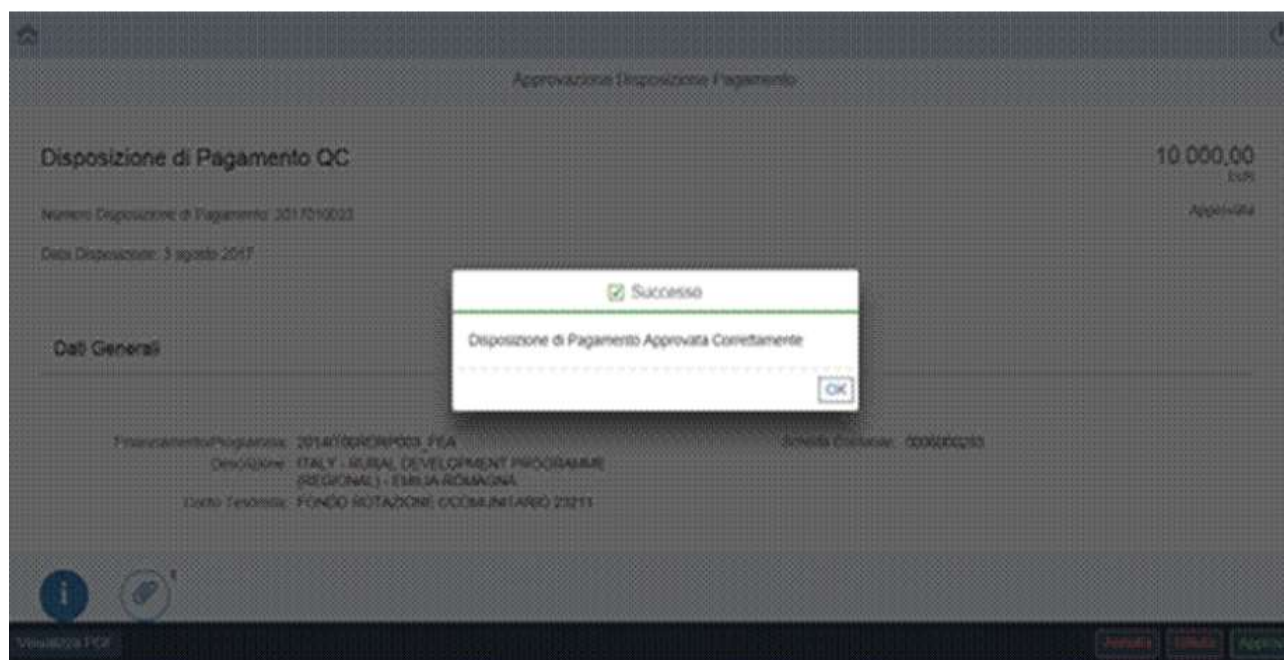 Approvazione Disposizione Pagamento
Disposizione di Pagamento QC
10 000,00
EUR
Numero Disposizione di Pagamento: 2017010023
Approvata
Data Disposizione: 3 agosto 2017
Successo
Disposizione di Pagamento Approvata Correttamente
OK
Dati Generali
Finanziamento/Programma:
Scheda Contabile:
Descrizione: ITALY - RURAL DEVELOPMENT PROGRAMME
(REGIONAL) - EMILIA-ROMAGNA
Conto Tesoreria: FONDO ROTAZIONE C/COMUNITARIO 23211
Visualizza PDF
Annulla
Rifiuta